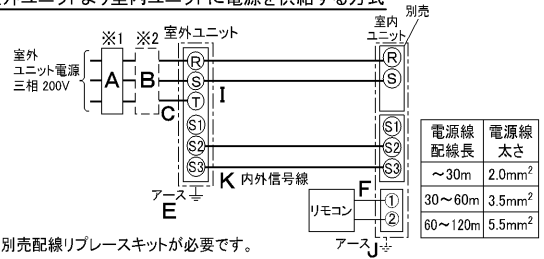 外ユニットより室内ユニットに電源を供給する方式
※1
※2
室外ユニット
室内
ユニット
別売
室外
ユニット電源
三相 200V
A
B
C
R
S
T
S1
S2
S3
I
K 内外信号線
アース
E
R
S
S1
S2
S3
F
リモコン
①
②
アース
J
電源線
配線長
電源線
太さ
～30m 2.0mm²
30～60m 3.5mm²
60～120m 5.5mm²
別売配線リプレースキットが必要です。